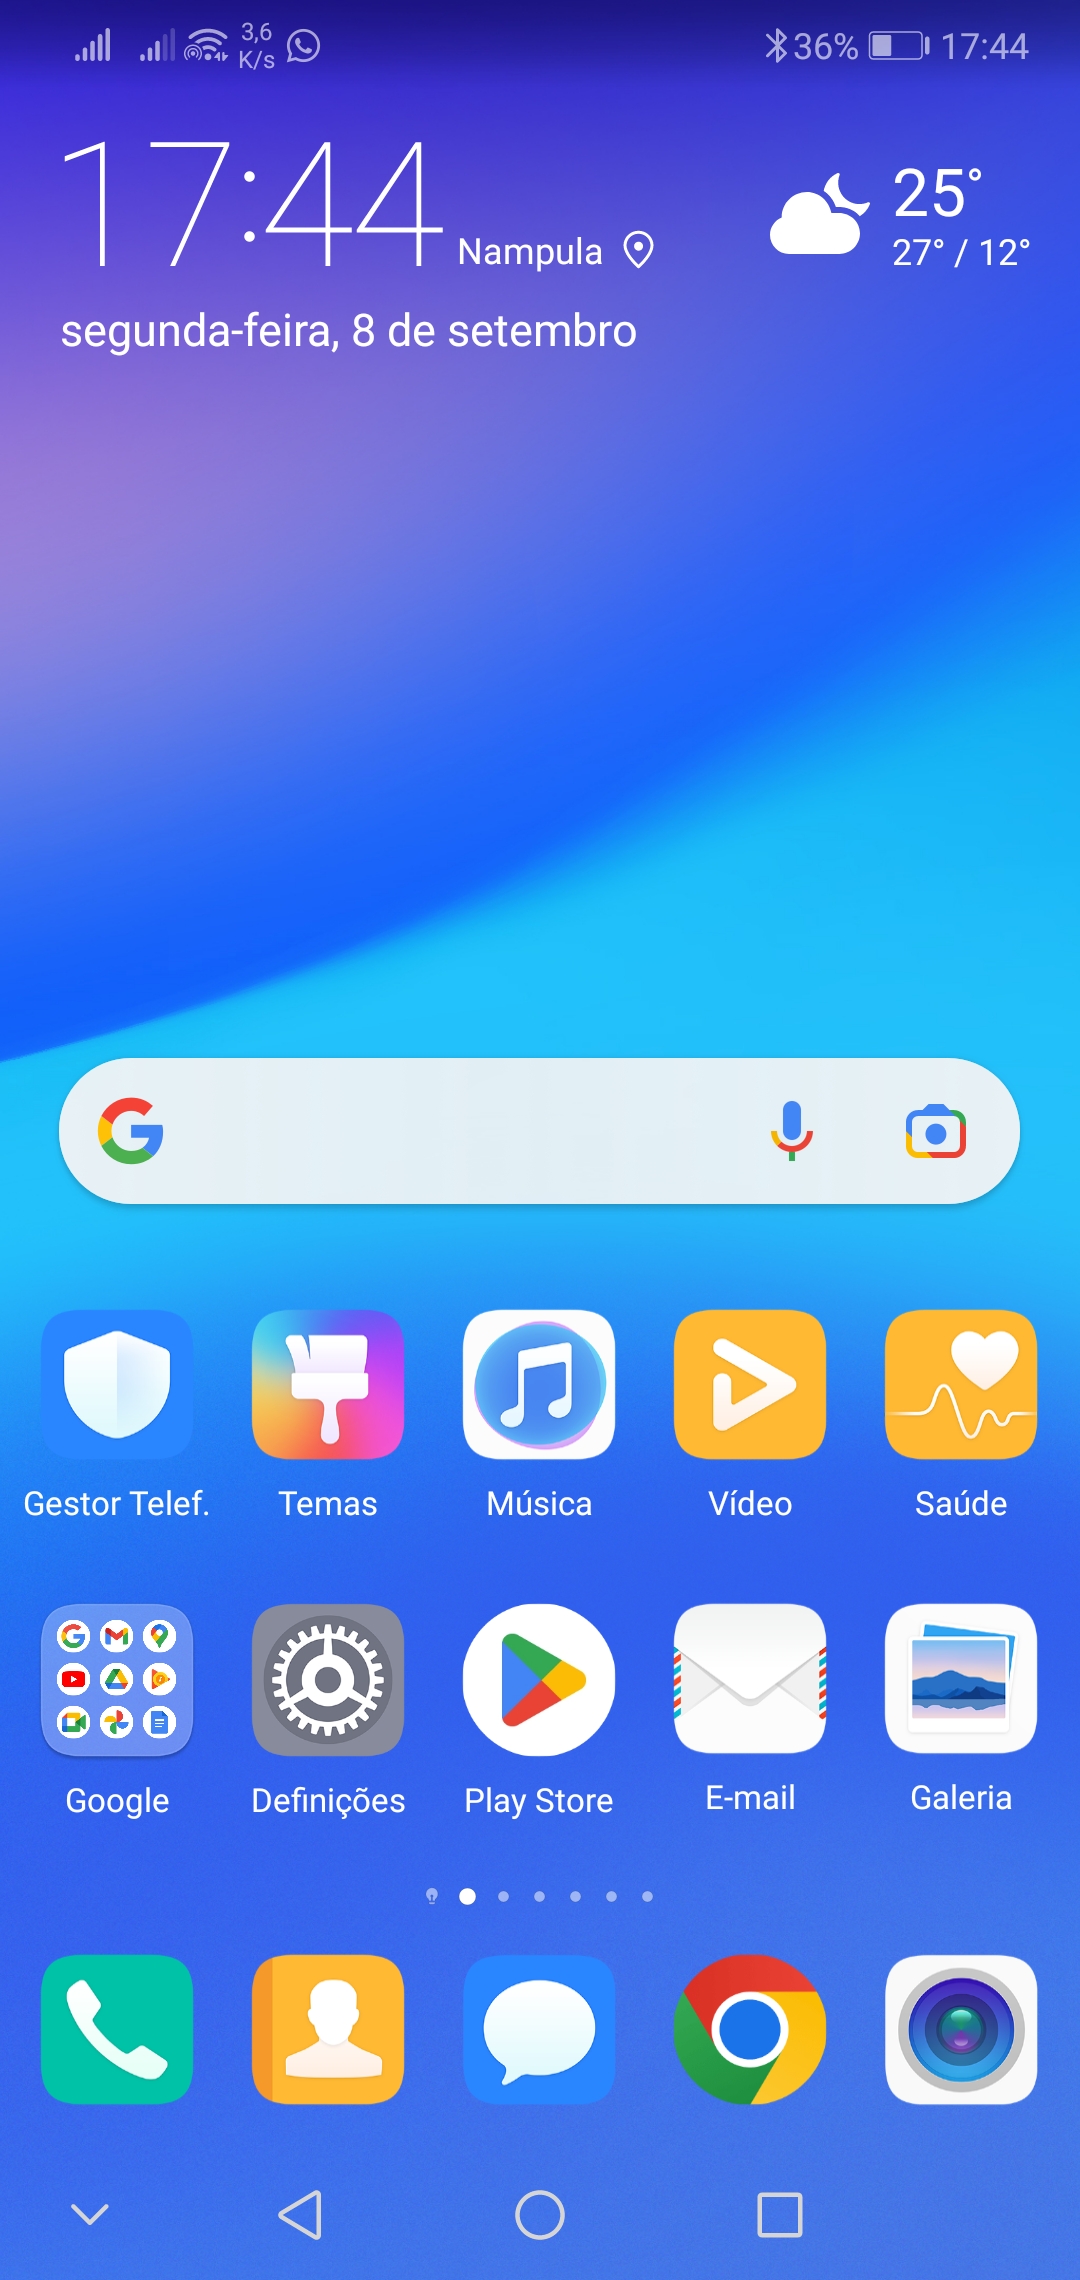 3,6
K/s
36%
17:44
17:44
Nampula
25°
27° / 12°
segunda-feira, 8 de setembro
Gestor Telef.
Temas
Música
Vídeo
Saúde
Google
Definições
Play Store
E-mail
Galeria